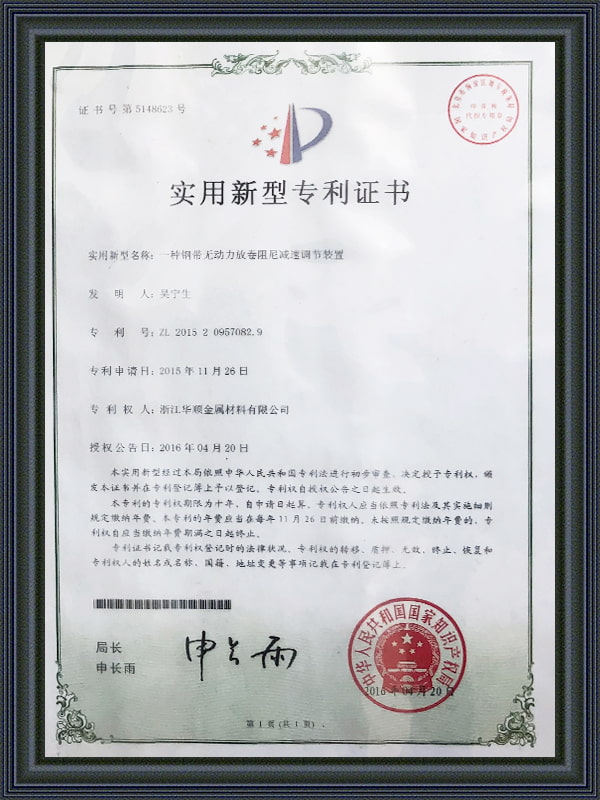 证书号第5148623号
实用新型专利证书
实用新型名称：一种钢带无动力放卷阻尼减速调节装置
发明人：吴宁生
专利号：ZL 2015 2 0957082.9
专利申请日：2015年11月26日
专利权人：浙江华顺金属材料有限公司
授权公告日：2016年04月20日
本实用新型经过本局依照中华人民共和国专利法进行初步审查，决定授予专利权，颁
发本证书并在专利登记簿上予以登记。专利权自授权公告之日起生效。
本专利的专利权期限为十年，自申请日起算。专利权人应当依照专利法及其实施细则
规定缴纳年费。本专利的年费应当在每年11月26日前缴纳。未按照规定缴纳年费的，专
利权自应当缴纳年费期满之日起终止。
专利证书记载专利权登记时的法律状况。专利权的转移、质押、无效、终止、恢复和
专利权人的姓名或名称、国籍、地址变更等事项记载在专利登记簿上。
局长
申长雨
申长雨
中华人民共和国国家知识产权局
2016年04月20日
第1页（共1页）